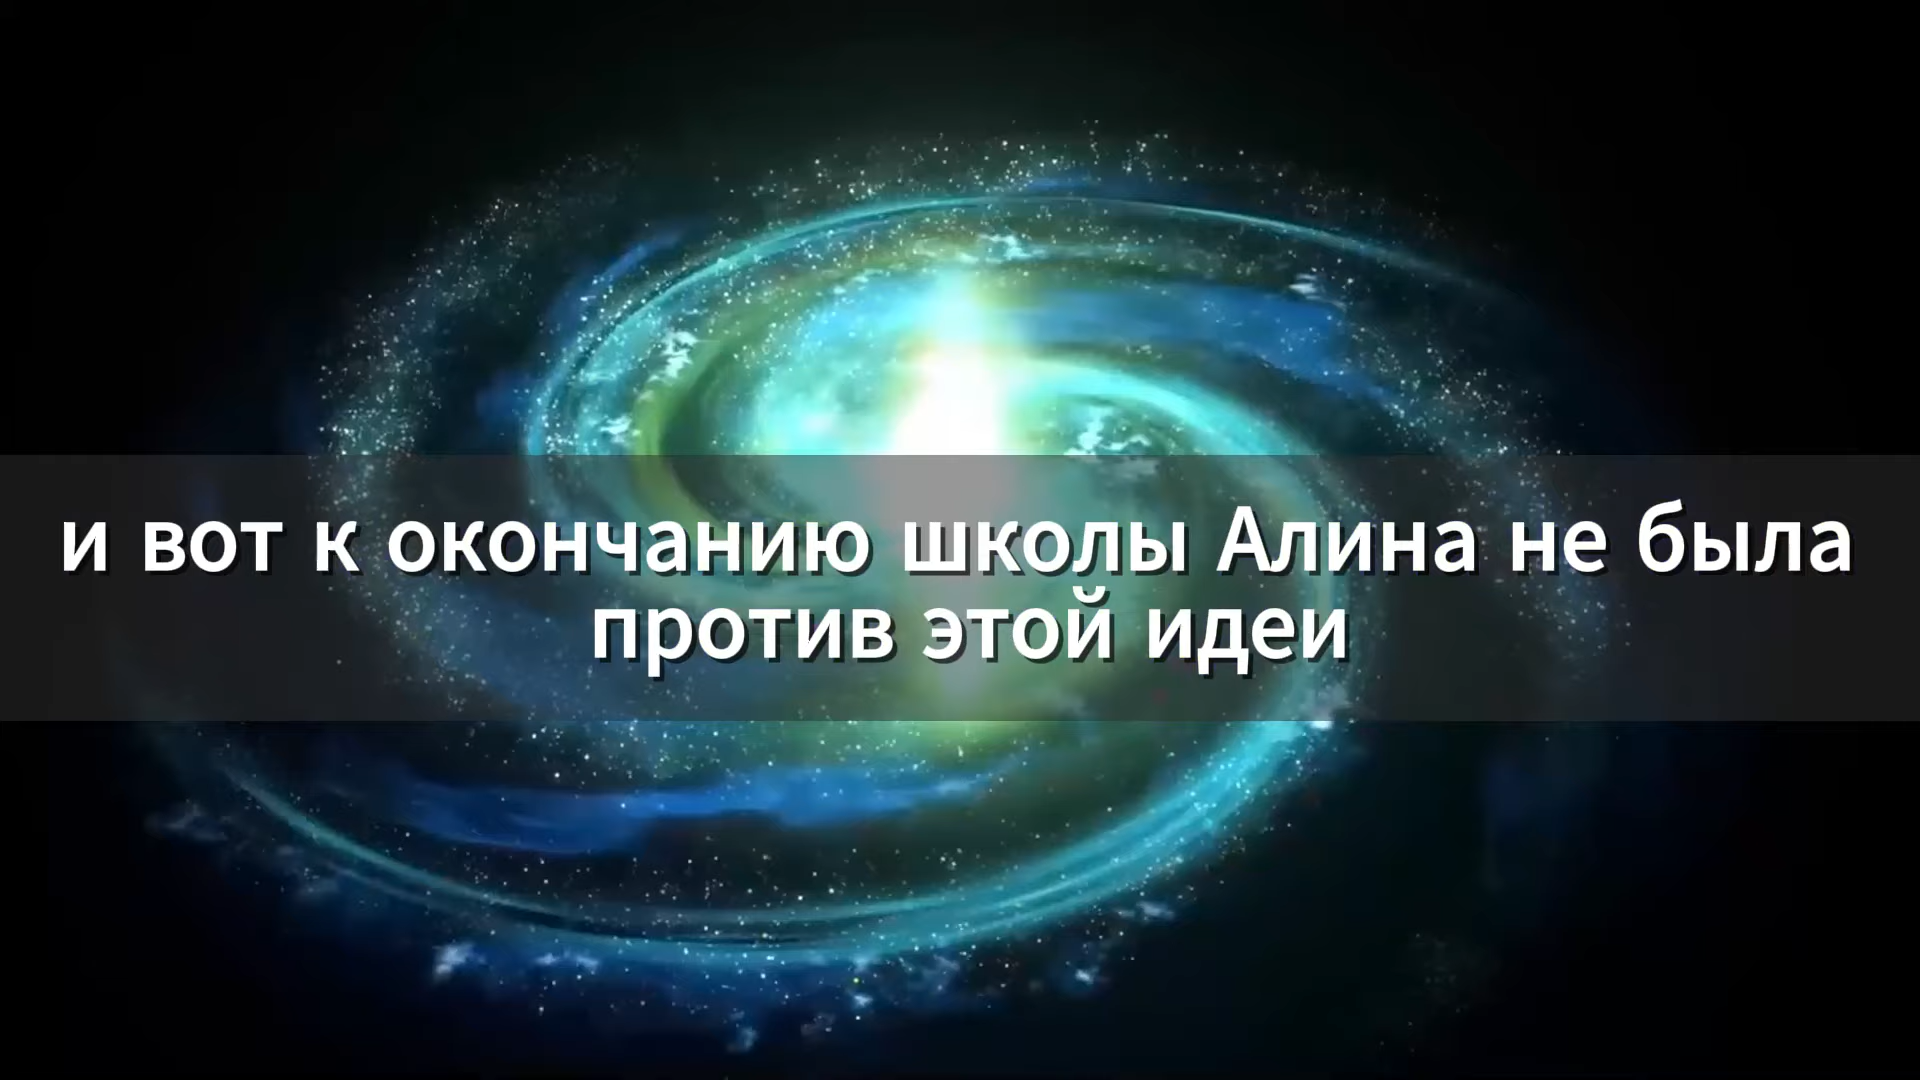 и вот к окончанию школы Алина не была
против этой идеи